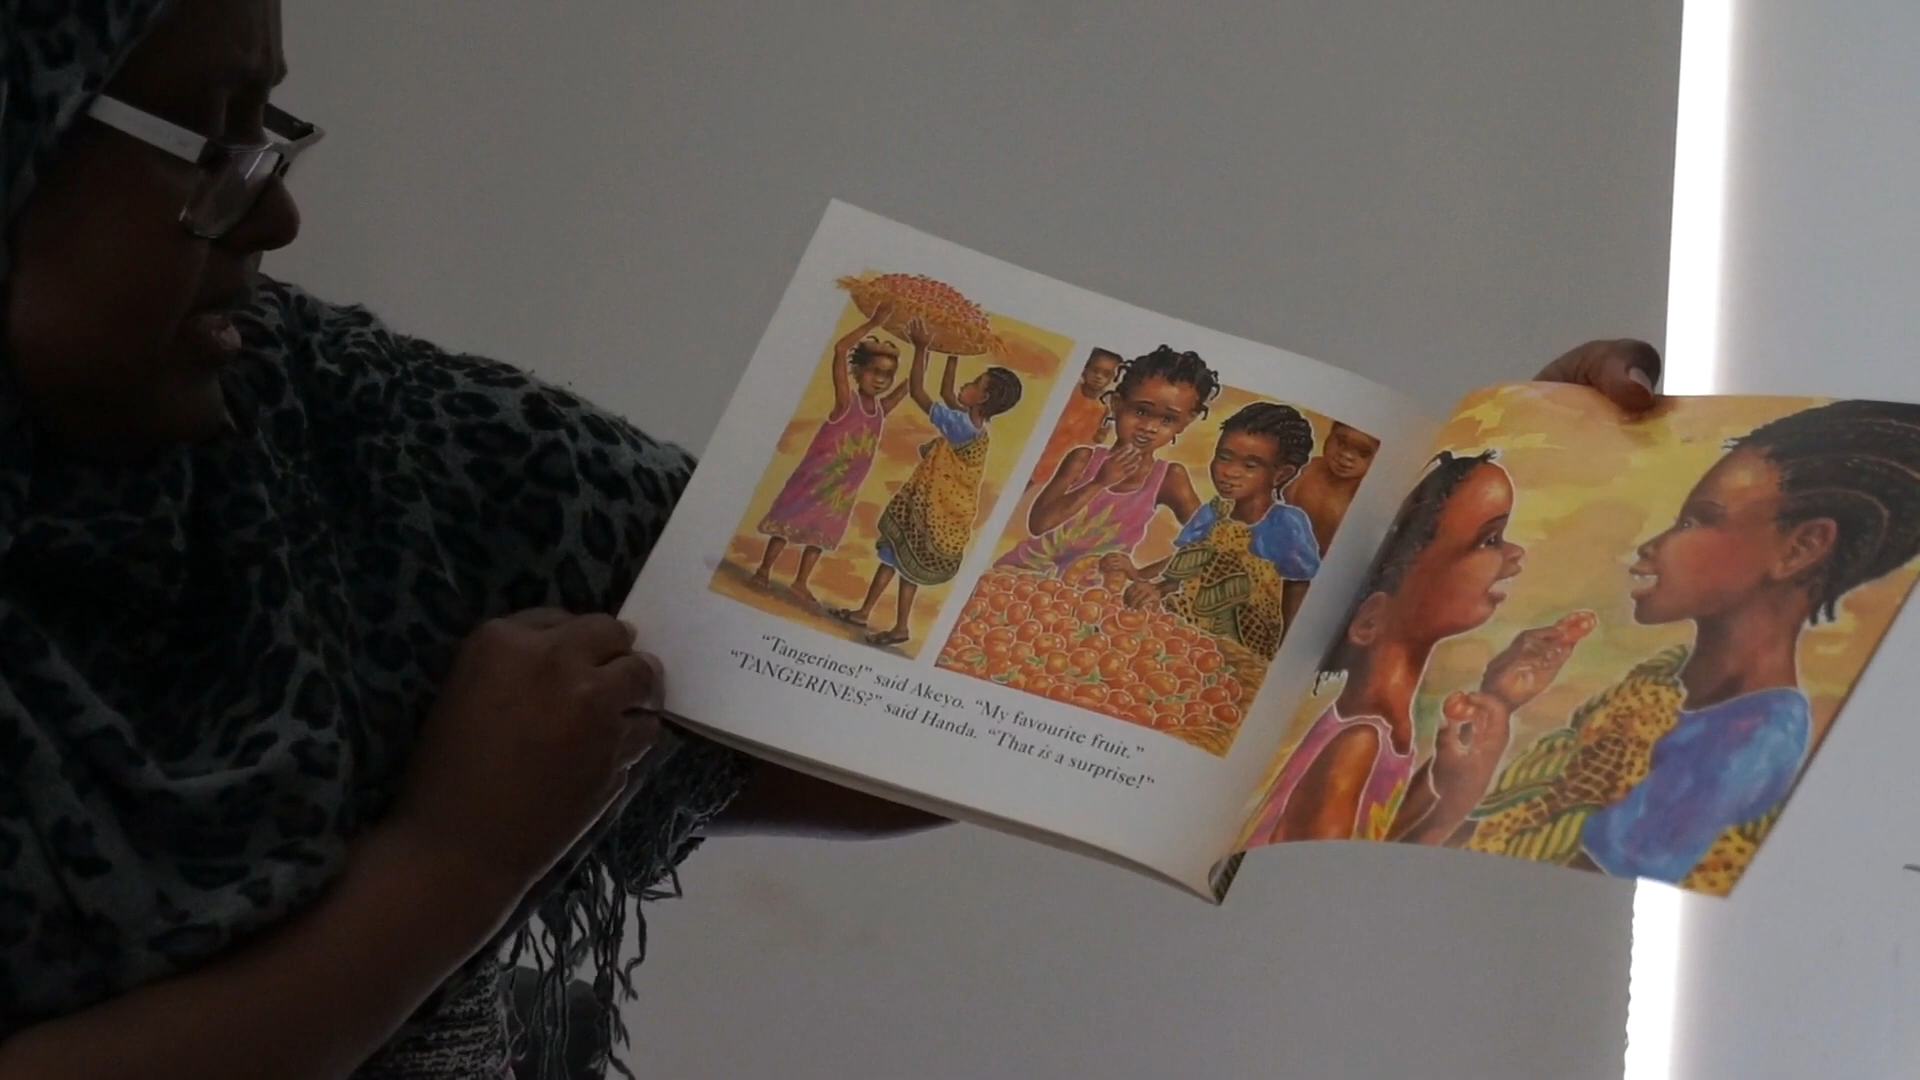 "Tangerines!" said Akeyo. "My favourite fruit."
"TANGERINES?" said Handa. "That is a surprise!"